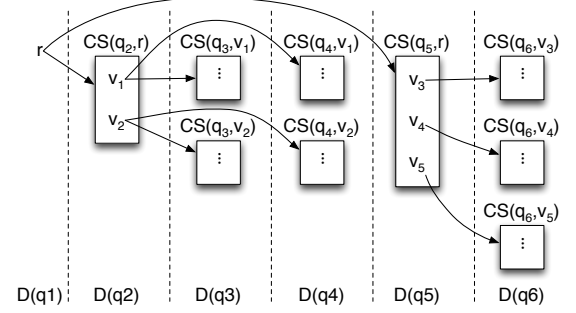 r CS(q2,r) CS(q3,v1) CS(q4,v1) CS(q5,r) CS(q6,v3)
v1 ⋮ ⋮ v3 ⋮
v2 CS(q3,v2) CS(q4,v2) v4 CS(q6,v4)
⋮ ⋮ v5 ⋮
CS(q6,v5)
⋮
D(q1) D(q2) D(q3) D(q4) D(q5) D(q6)